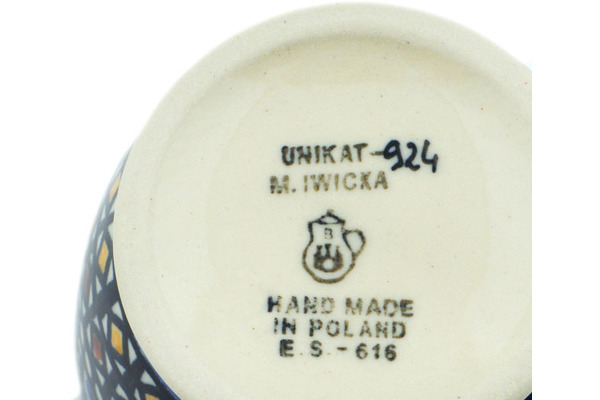 UNIKAT-924
M. IWICKA
B
HAND MADE
IN POLAND
E.S.-616